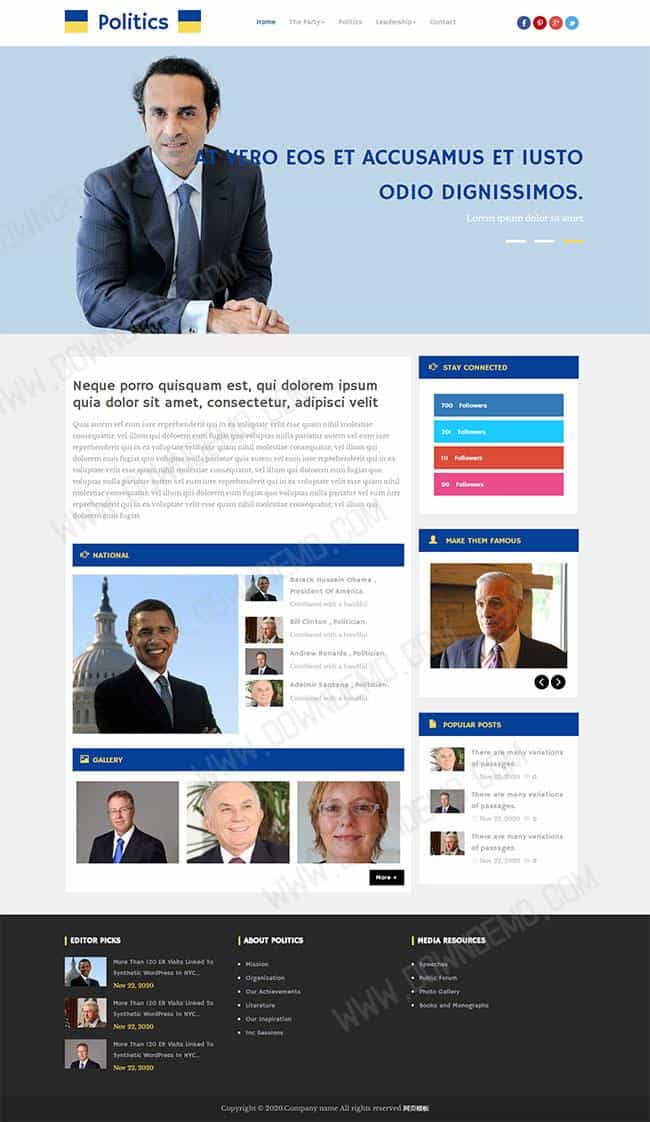 Politics
Home The Party Politics Leadership Contact
AT VERO EOS ET ACCUSAMUS ET IUSTO
ODIO DIGNISSIMOS.
Lorem ipsum dolor sit amet
Neque porro quisquam est, qui dolorem ipsum
quia dolor sit amet, consectetur, adipisci velit
Quis autem vel eum iure reprehenderit qui in ea voluptate velit esse quam nihil molestiae
consequatur, vel illum qui doloeem eum fugiat quo voluptas nulla pariatur autem vel eum iure
reprehenderit qui in ea voluptate velit esse quam nihil molestiae consequatur, vel illum qui
dolorem eum fugiat quo voluptas nulla pariatur quis autem vel eum iure reprehenderit qui in ea
voluptate velit esse quam nihil molestiae consequatur, vel illum qui doloeem eum fugiat quo
voluptas nulla pariatur vel eum iure reprehenderit qui in ea voluptate velit esse quam nihil
molestiae consequatur, vel illum qui dolorem eum fugiat quo voluptas nulla pariatur vel eum iure
reprehenderit qui in ea voluptate velit esse quam nihil molestiae consequatur, vel illum qui
dolorem eum fugiat
NATIONAL
Barack Hussein Obama ,
President Of America.
Combined with a handful
Bill Clinton , Politician.
Combined with a handful
Andrew Ronalds , Politician.
Combined with a handful
Adelmir Santana , Politician.
Combined with a handful
GALLERY
More +
STAY CONNECTED
700 Followers
201 Followers
111 Followers
90 Followers
MAKE THEM FAMOUS
POPULAR POSTS
There are many variations
of passages.
Nov 22, 2020 0
There are many variations
of passages.
Nov 22, 2020 0
There are many variations
of passages.
Nov 22, 2020 0
EDITOR PICKS
More Than 120 ER Visits Linked To
Synthetic WordPress In NYC...
Nov 22, 2020
More Than 120 ER Visits Linked To
Synthetic WordPress In NYC...
Nov 22, 2020
More Than 120 ER Visits Linked To
Synthetic WordPress In NYC...
Nov 22, 2020
ABOUT POLITICS
Mission
Organization
Our Achievements
Literature
Our Inspiration
Inc Sessions
MEDIA RESOURCES
Speeches
Public Forum
Photo Gallery
Books and Monographs
Copyright © 2020.Company name All rights reserved.网页模板
WWW.DOWNDEMO.COM